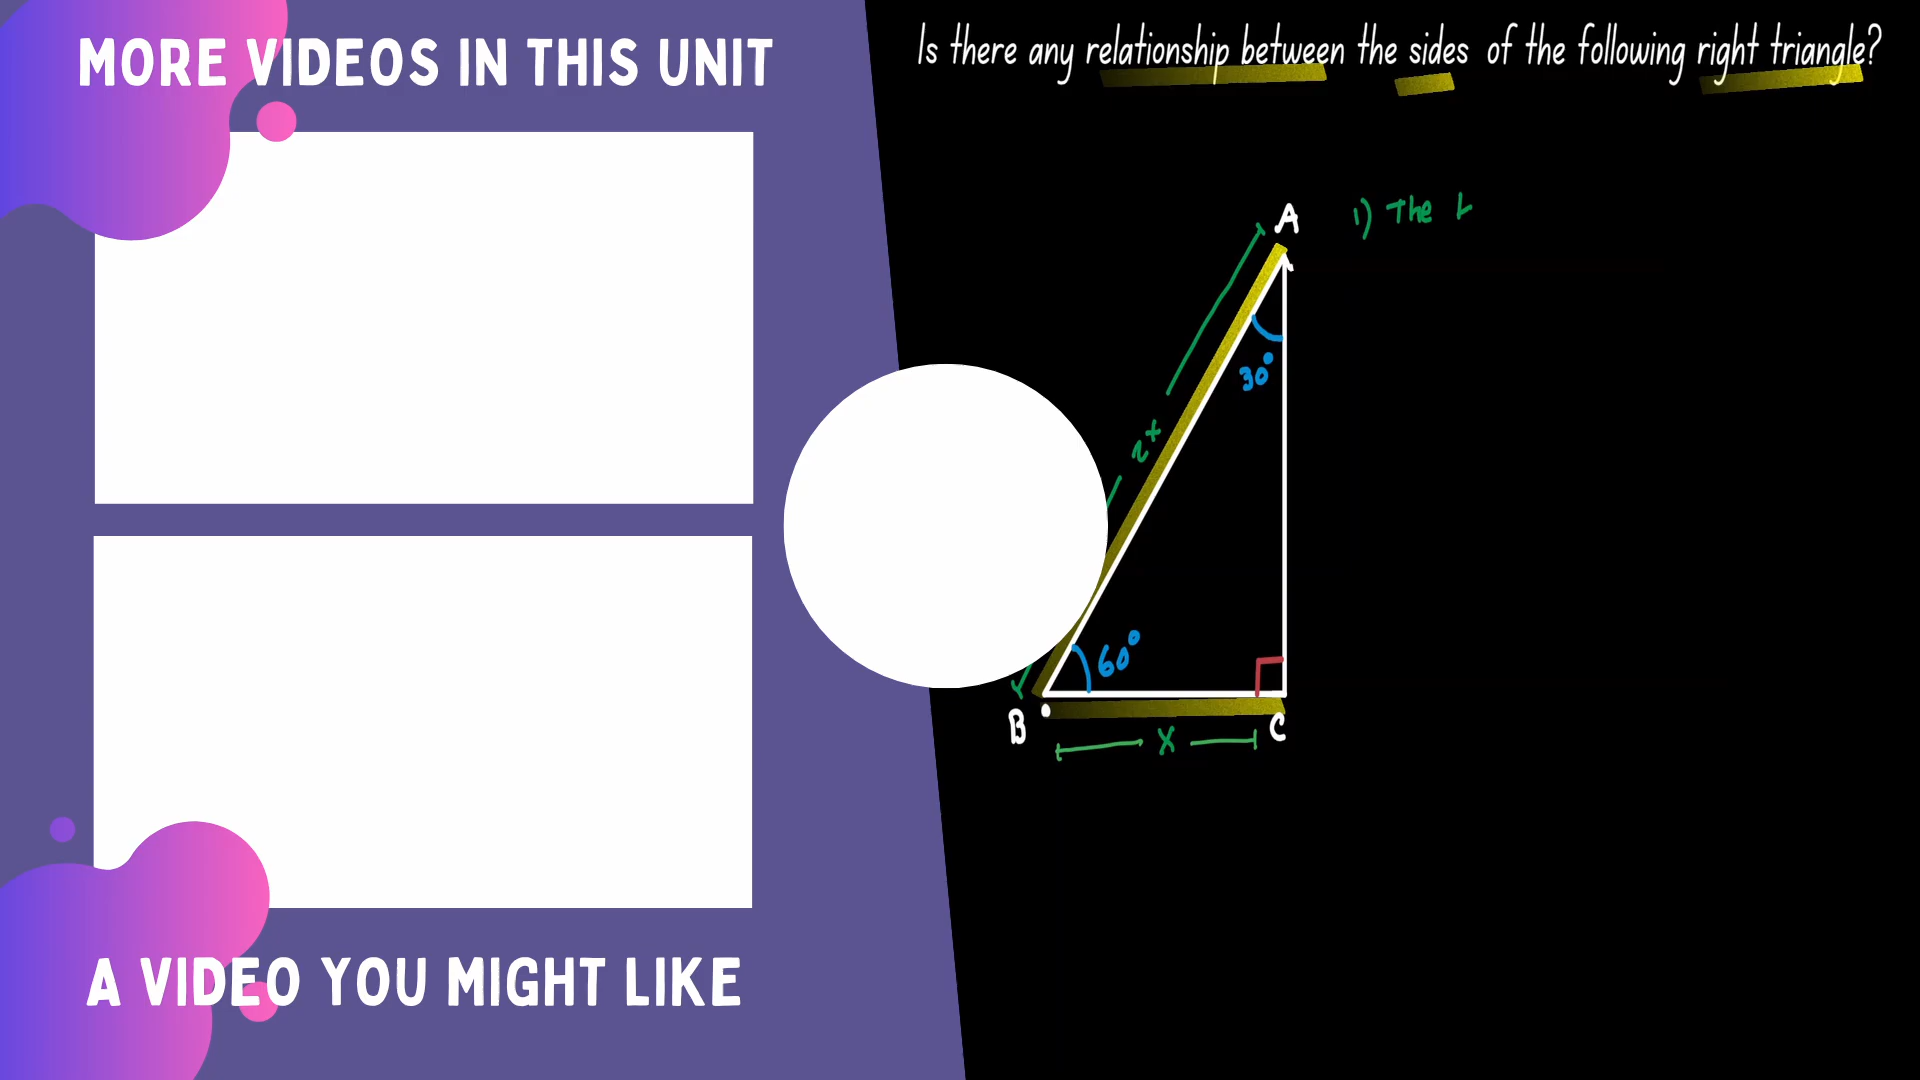 MORE VIDEOS IN THIS UNIT
Is there any relationship between the sides of the following right triangle?
A
1) The
30°
2x
60°
B
C
x
A VIDEO YOU MIGHT LIKE